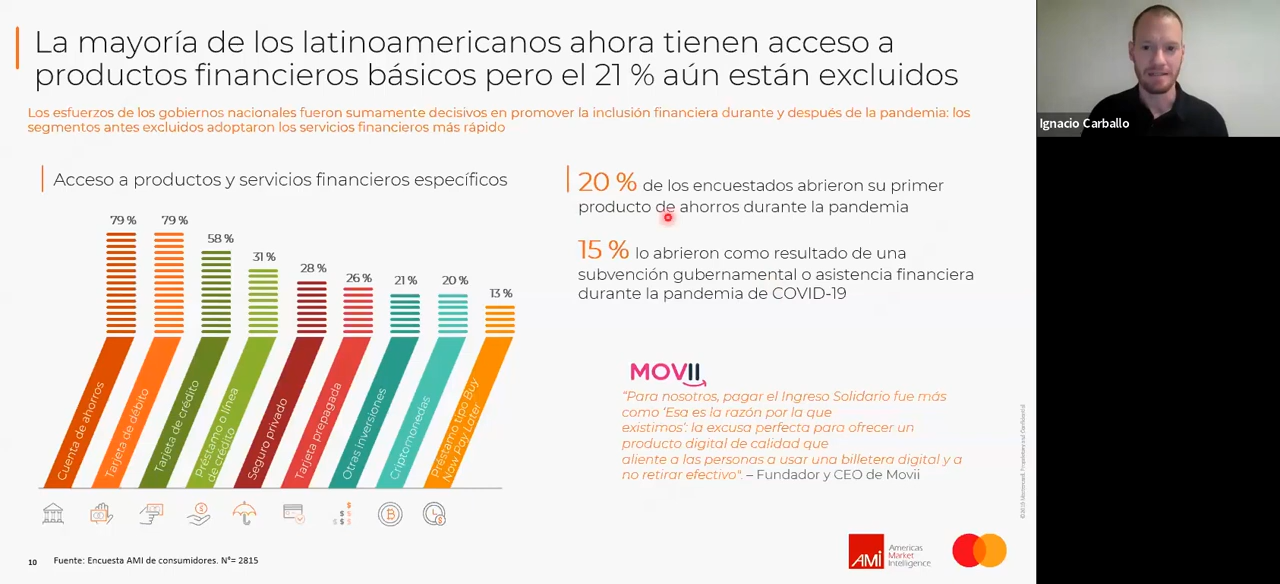 La mayoría de los latinoamericanos ahora tienen acceso a
productos financieros básicos pero el 21 % aún están excluidos
Los esfuerzos de los gobiernos nacionales fueron sumamente decisivos en promover la inclusión financiera durante y después de la pandemia: los
segmentos antes excluidos adoptaron los servicios financieros más rápido
Acceso a productos y servicios financieros específicos
79 %
79 %
58 %
31 %
28 %
26 %
21 %
20 %
13 %
Cuenta de ahorros
Tarjeta de débito
Tarjeta de crédito
Préstamo o línea
de crédito
Seguro privado
Tarjeta prepagada
Otras inversiones
Criptomonedas
Préstamo tipo Buy
Now Pay Later
20 % de los encuestados abrieron su primer
producto de ahorros durante la pandemia
15 % lo abrieron como resultado de una
subvención gubernamental o asistencia financiera
durante la pandemia de COVID-19
MOVII
"Para nosotros, pagar el Ingreso Solidario fue más
como 'Esa es la razón por la que
existimos': la excusa perfecta para ofrecer un
producto digital de calidad que
aliente a las personas a usar una billetera digital y a
no retirar efectivo". – Fundador y CEO de Movii
10
Fuente: Encuesta AMI de consumidores. N°= 2815
AMI
Americas
Market
Intelligence
Ignacio Carballo